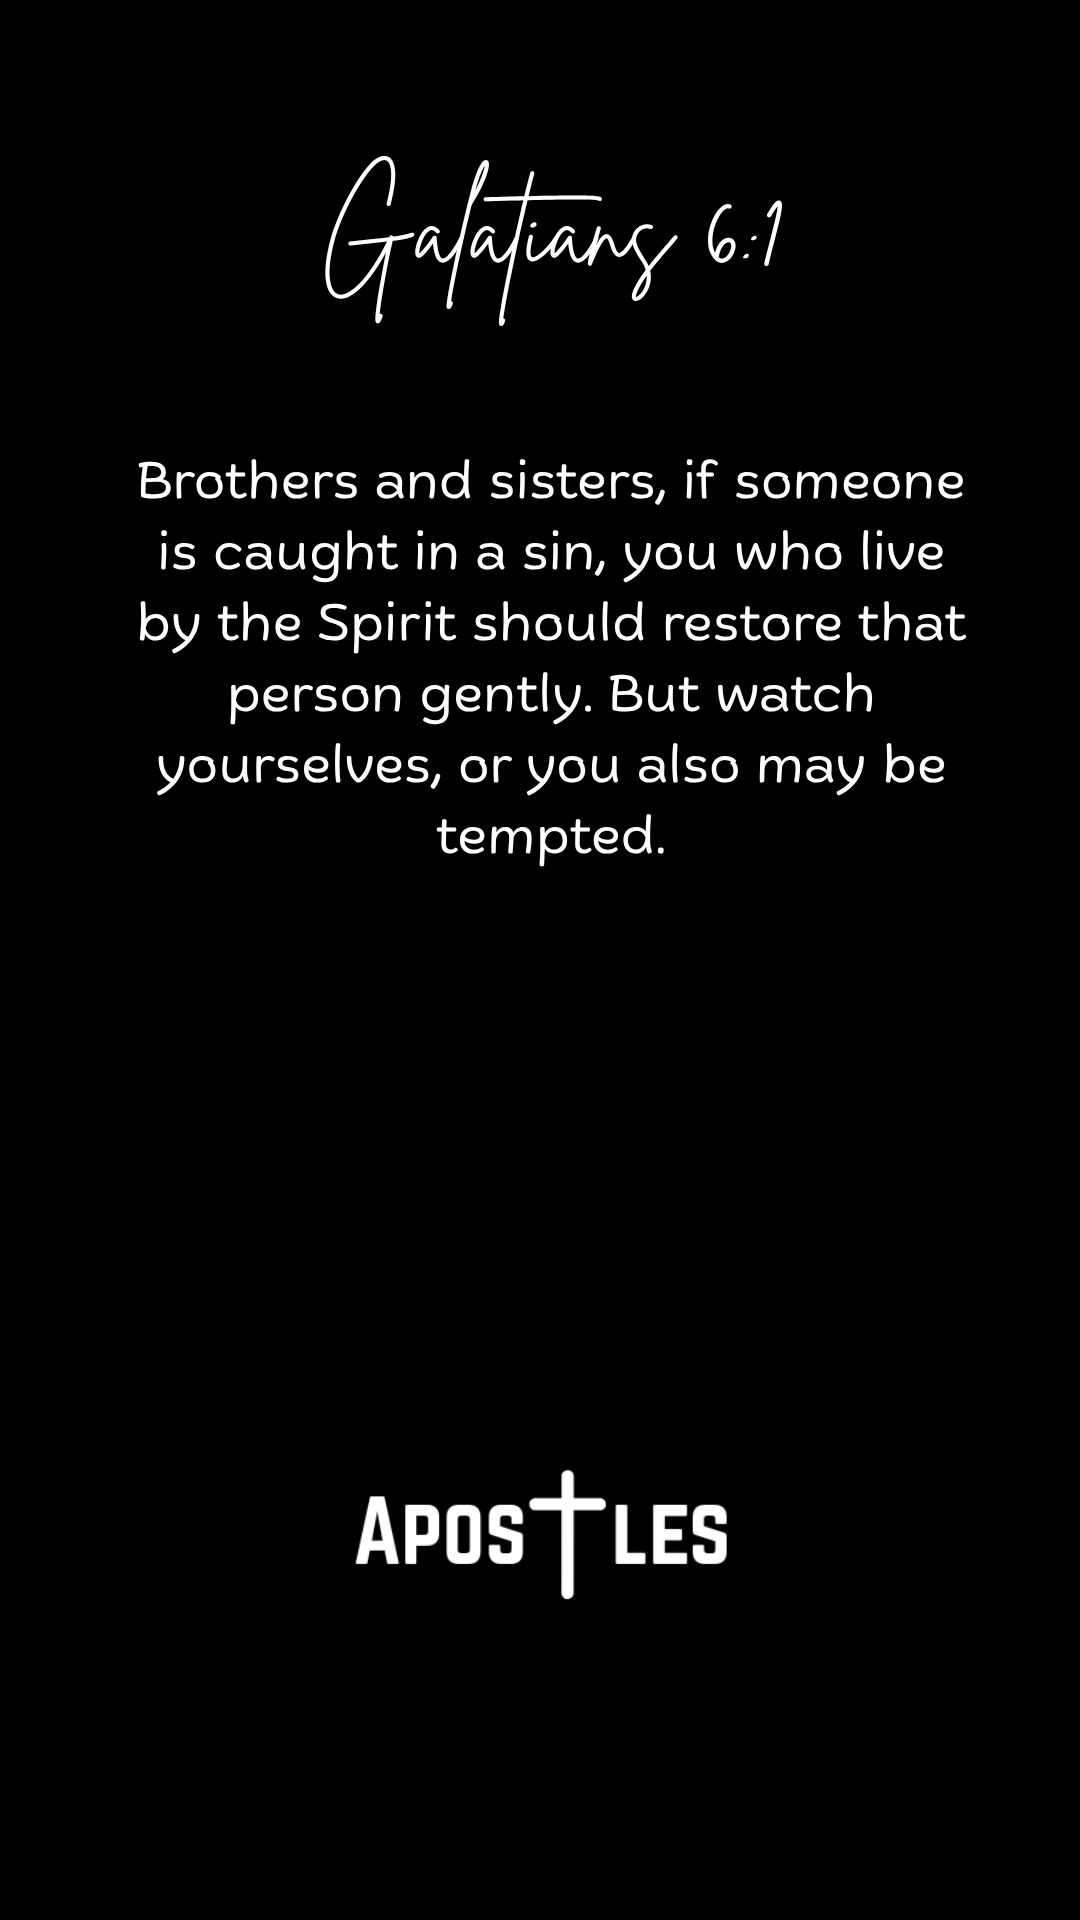 Galatians 6:1
Brothers and sisters, if someone
is caught in a sin, you who live
by the Spirit should restore that
person gently. But watch
yourselves, or you also may be
tempted.
APOSTLES